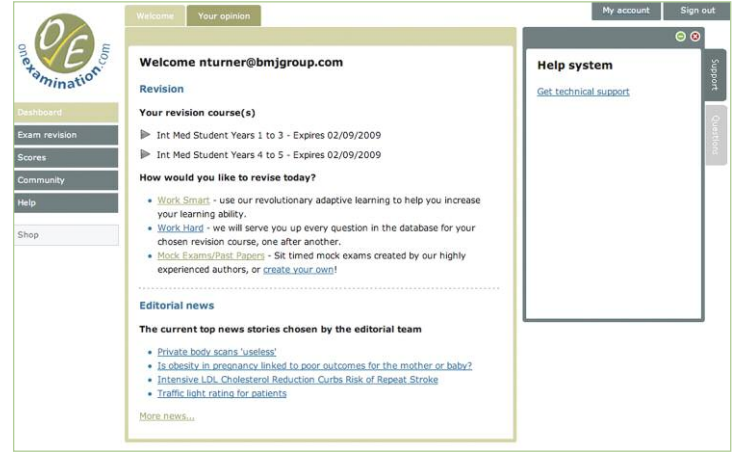 OnExamination
Welcome
Your opinion
My account
Sign out
Dashboard
Exam revision
Scores
Community
Help
Shop
Welcome nturner@bmjgroup.com
Revision
Your revision course(s)
Int Med Student Years 1 to 3 - Expires 02/09/2009
Int Med Student Years 4 to 5 - Expires 02/09/2009
How would you like to revise today?
• Work Smart - use our revolutionary adaptive learning to help you increase
your learning ability.
• Work Hard - we will serve you up every question in the database for your
chosen revision course, one after another.
• Mock Exams/Past Papers - Sit timed mock exams created by our highly
experienced authors, or create your own!
Editorial news
The current top news stories chosen by the editorial team
• Private body scans 'useless'
• Is obesity in pregnancy linked to poor outcomes for the mother or baby?
• Intensive LDL Cholesterol Reduction Curbs Risk of Repeat Stroke
• Traffic light rating for patients
More news...
Help system
Get technical support
Support
Questions